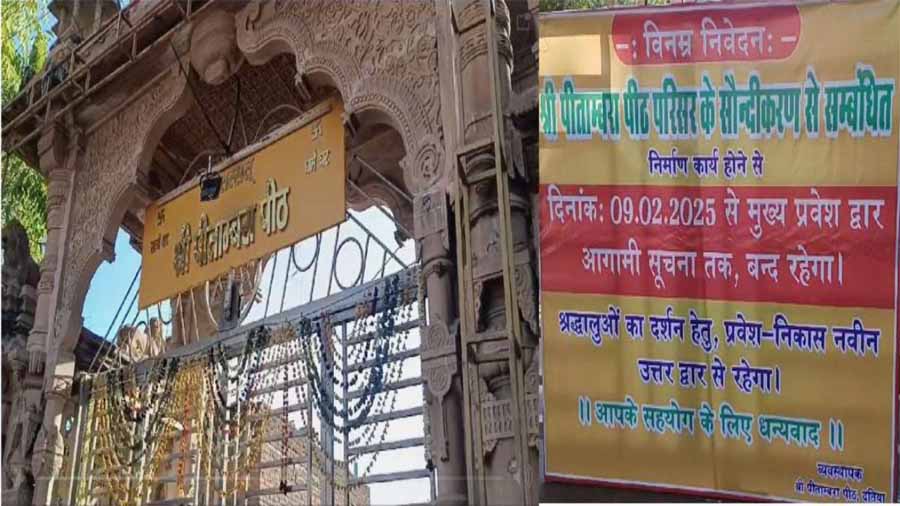 श्री पीताम्बरा पीठ
-: विनम्र निवेदन :-
श्री पीताम्बरा पीठ परिसर के सौन्दीकरण से सम्बंधित
निर्माण कार्य होने से
दिनांक: 09.02.2025 से मुख्य प्रवेश द्वार
आगामी सूचना तक, बन्द रहेगा।
श्रद्धालुओं का दर्शन हेतु, प्रवेश-निकास नवीन
उत्तर द्वार से रहेगा।
।। आपके सहयोग के लिए धन्यवाद ।।
व्यवस्थापक
श्री पीताम्बरा पीठ, दतिया